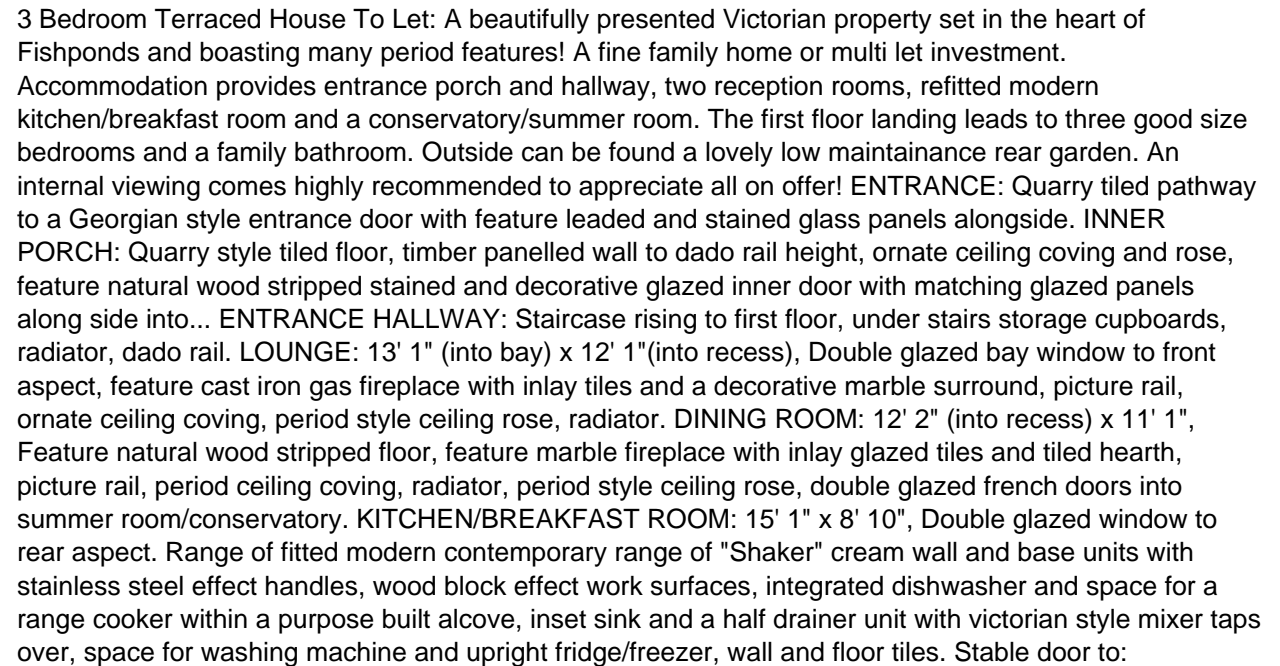 3 Bedroom Terraced House To Let: A beautifully presented Victorian property set in the heart of
Fishponds and boasting many period features! A fine family home or multi let investment.
Accommodation provides entrance porch and hallway, two reception rooms, refitted modern
kitchen/breakfast room and a conservatory/summer room. The first floor landing leads to three good size
bedrooms and a family bathroom. Outside can be found a lovely low maintainance rear garden. An
internal viewing comes highly recommended to appreciate all on offer! ENTRANCE: Quarry tiled pathway
to a Georgian style entrance door with feature leaded and stained glass panels alongside. INNER
PORCH: Quarry style tiled floor, timber panelled wall to dado rail height, ornate ceiling coving and rose,
feature natural wood stripped stained and decorative glazed inner door with matching glazed panels
along side into... ENTRANCE HALLWAY: Staircase rising to first floor, under stairs storage cupboards,
radiator, dado rail. LOUNGE: 13' 1" (into bay) x 12' 1"(into recess), Double glazed bay window to front
aspect, feature cast iron gas fireplace with inlay tiles and a decorative marble surround, picture rail,
ornate ceiling coving, period style ceiling rose, radiator. DINING ROOM: 12' 2" (into recess) x 11' 1",
Feature natural wood stripped floor, feature marble fireplace with inlay glazed tiles and tiled hearth,
picture rail, period ceiling coving, radiator, period style ceiling rose, double glazed french doors into
summer room/conservatory. KITCHEN/BREAKFAST ROOM: 15' 1" x 8' 10", Double glazed window to
rear aspect. Range of fitted modern contemporary range of "Shaker" cream wall and base units with
stainless steel effect handles, wood block effect work surfaces, integrated dishwasher and space for a
range cooker within a purpose built alcove, inset sink and a half drainer unit with victorian style mixer taps
over, space for washing machine and upright fridge/freezer, wall and floor tiles. Stable door to: